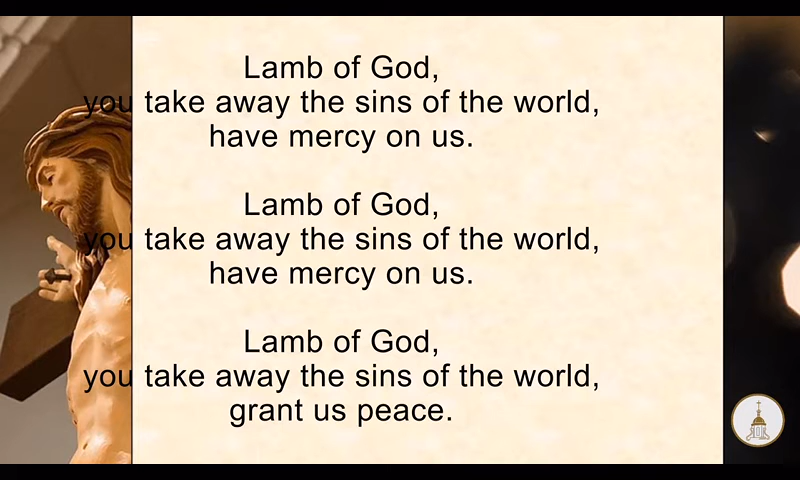 Lamb of God,
you take away the sins of the world,
have mercy on us.
Lamb of God,
you take away the sins of the world,
have mercy on us.
Lamb of God,
you take away the sins of the world,
grant us peace.